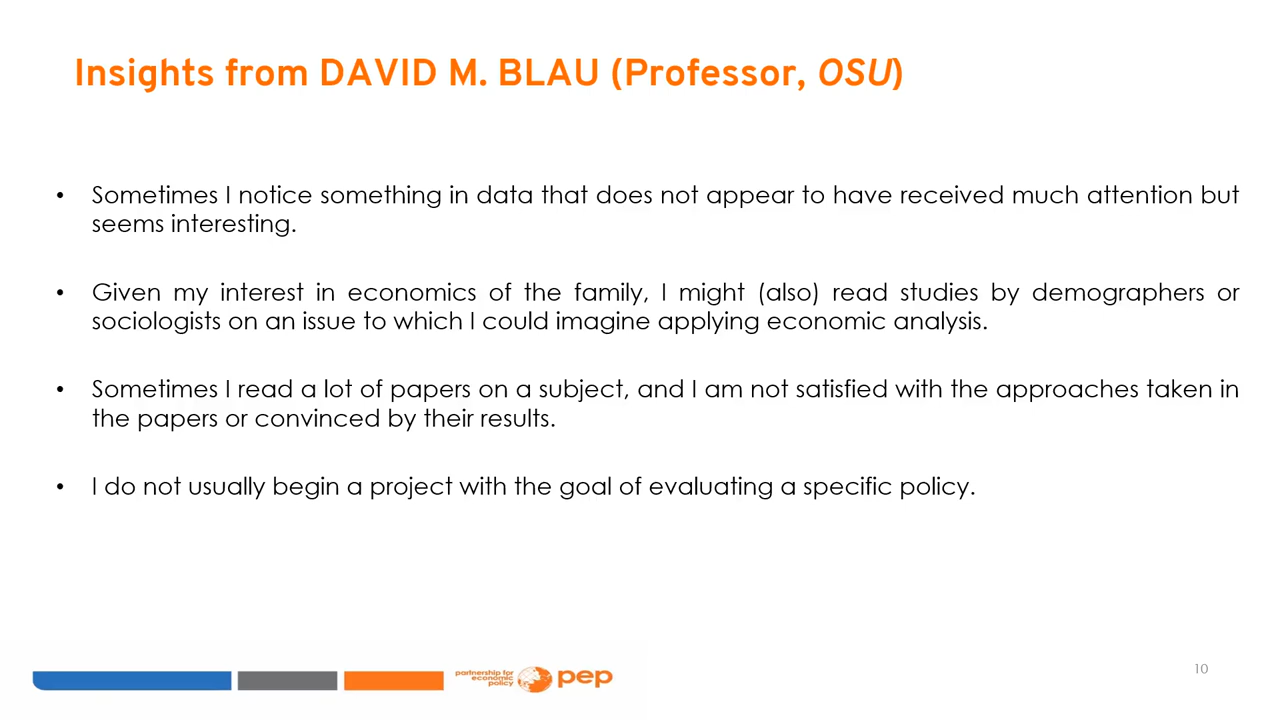 Insights from DAVID M. BLAU (Professor, OSU)
• Sometimes I notice something in data that does not appear to have received much attention but
seems interesting.
• Given my interest in economics of the family, I might (also) read studies by demographers or
sociologists on an issue to which I could imagine applying economic analysis.
• Sometimes I read a lot of papers on a subject, and I am not satisfied with the approaches taken in
the papers or convinced by their results.
• I do not usually begin a project with the goal of evaluating a specific policy.
partnership for
economic
policy
pep
10